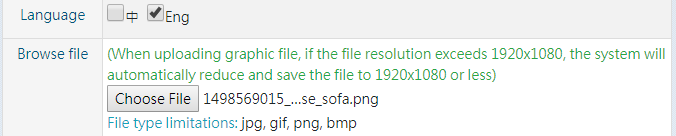 Language 中 Eng
Browse file (When uploading graphic file, if the file resolution exceeds 1920x1080, the system will
automatically reduce and save the file to 1920x1080 or less)
Choose File 1498569015_...se_sofa.png
File type limitations: jpg, gif, png, bmp